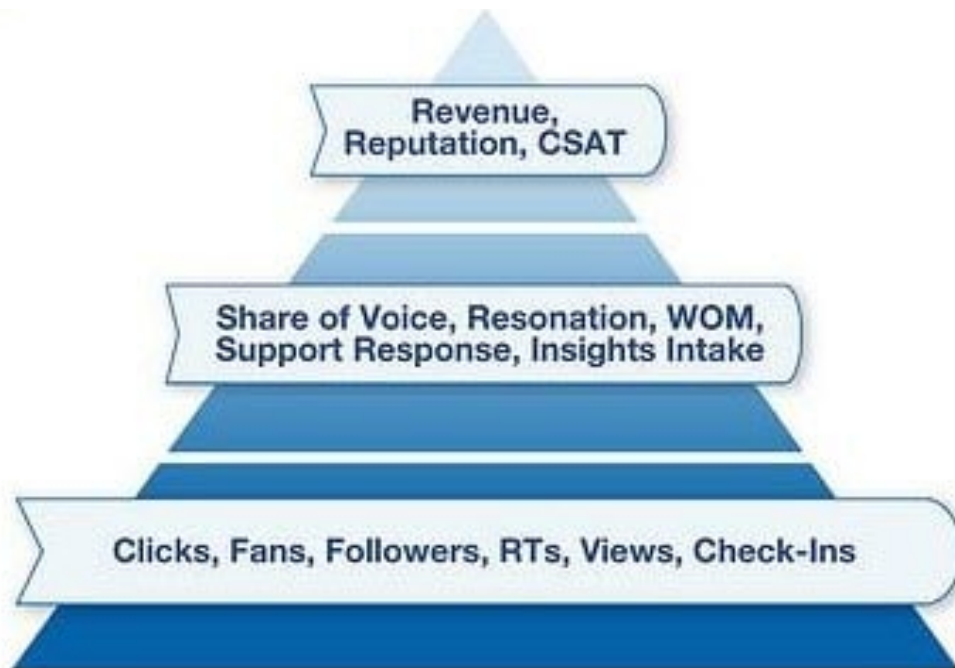 Revenue,
Reputation, CSAT
Share of Voice, Resonation, WOM,
Support Response, Insights Intake
Clicks, Fans, Followers, RTs, Views, Check-Ins